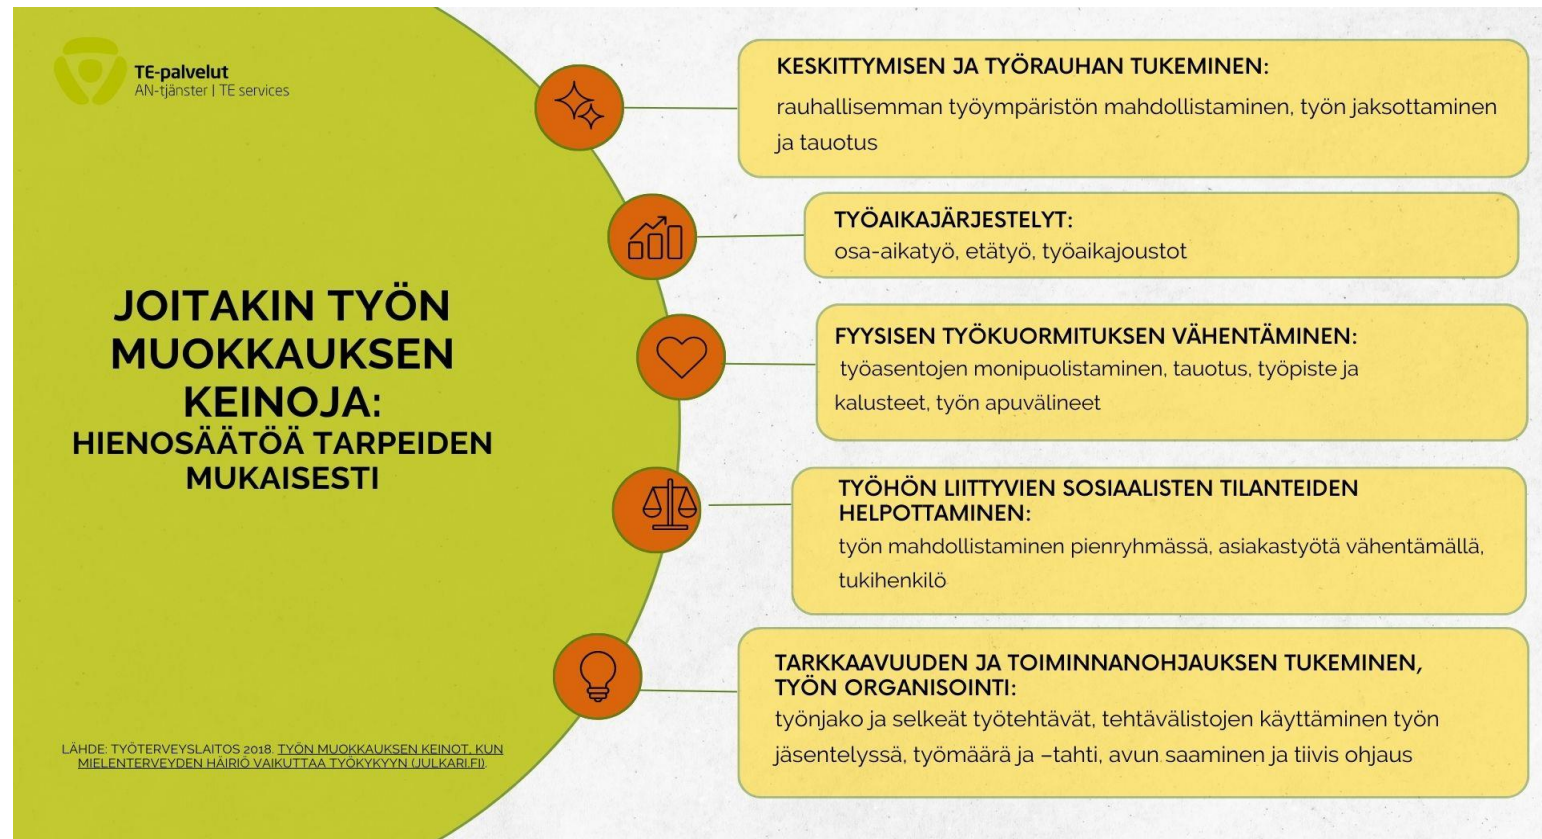 TE-palvelut
AN-tjänster | TE services
JOITAKIN TYÖN
MUOKKAUKSEN
KEINOJA:
HIENOSÄÄTÖÄ TARPEIDEN
MUKAISESTI
LÄHDE: TYÖTERVEYSLAITOS 2018. TYÖN MUOKKAUKSEN KEINOT, KUN
MIELENTERVEYDEN HÄIRIÖ VAIKUTTAA TYÖKYKYYN (JULKARI.FI).
KESKITTYMISEN JA TYÖRAUHAN TUKEMINEN:
rauhallisemman työympäristön mahdollistaminen, työn jaksottaminen
ja tauotus
TYÖAIKAJÄRJESTELYT:
osa-aikatyö, etätyö, työaikajoustot
FYYSISEN TYÖKUORMITUKSEN VÄHENTÄMINEN:
työasentojen monipuolistaminen, tauotus, työpiste ja
kalusteet, työn apuvälineet
TYÖHÖN LIITTYVIEN SOSIAALISTEN TILANTEIDEN
HELPOTTAMINEN:
työn mahdollistaminen pienryhmässä, asiakastyötä vähentämällä,
tukihenkilö
TARKKAAVUUDEN JA TOIMINNANOHJAUKSEN TUKEMINEN,
TYÖN ORGANISOINTI:
työnjako ja selkeät työtehtävät, tehtävälistojen käyttäminen työn
jäsentelyssä, työmäärä ja –tahti, avun saaminen ja tiivis ohjaus